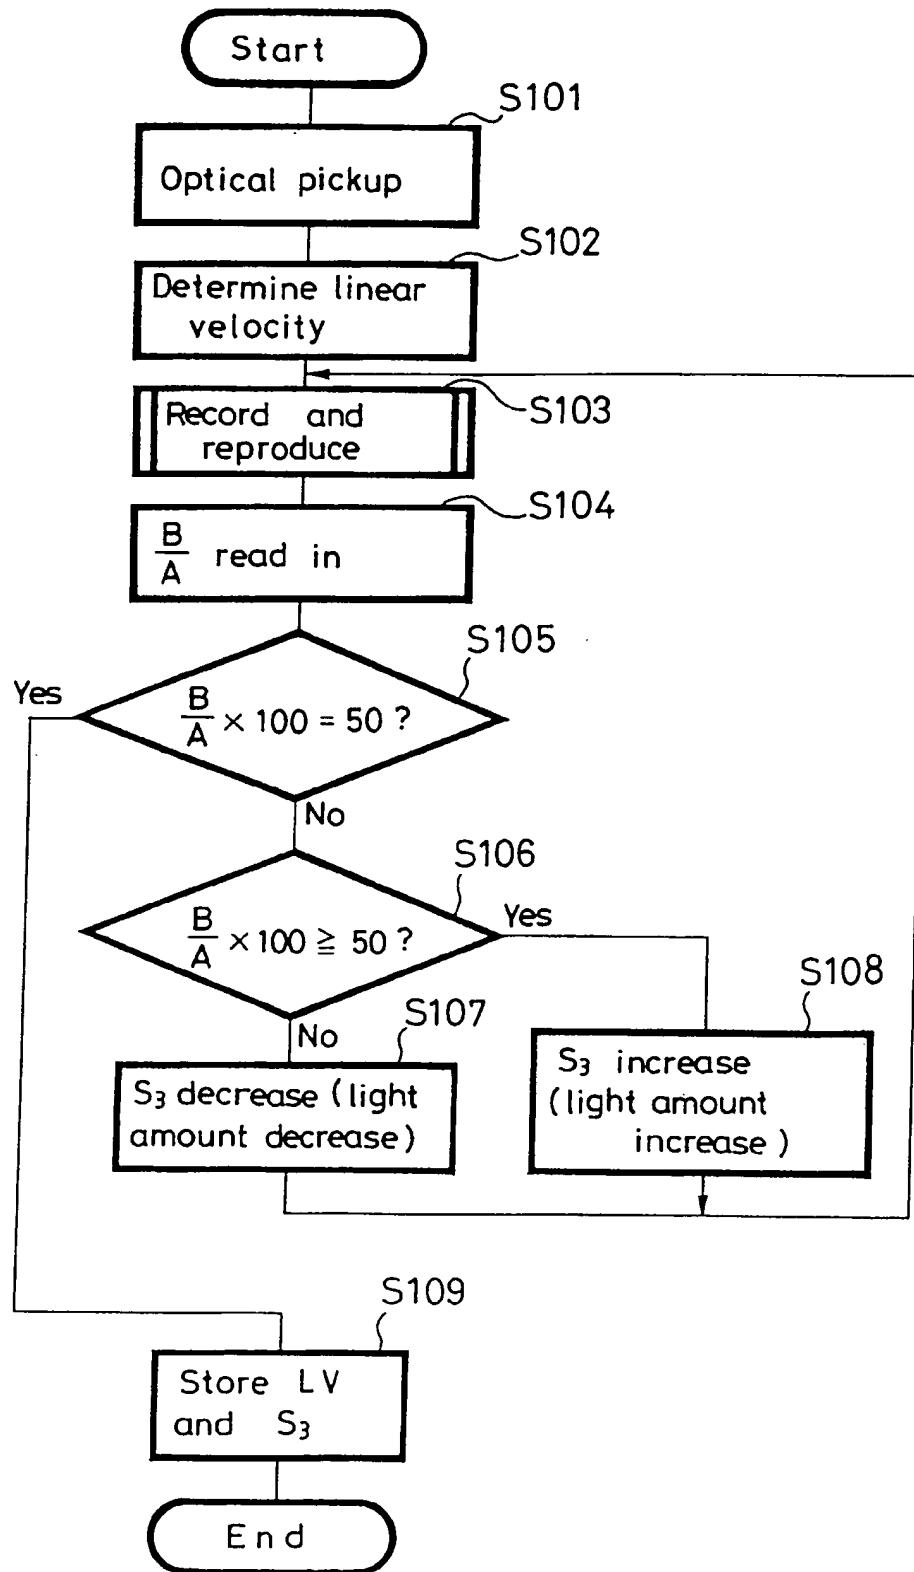 Start
S101
Optical pickup
S102
Determine linear
velocity
S103
Record and
reproduce
S104
B/A read in
S105
Yes
B/A × 100 = 50 ?
No
S106
Yes
B/A × 100 ≧ 50 ?
S108
S107
No
S₃ increase
(light amount
increase)
S₃ decrease (light
amount decrease)
S109
Store LV
and S₃
End